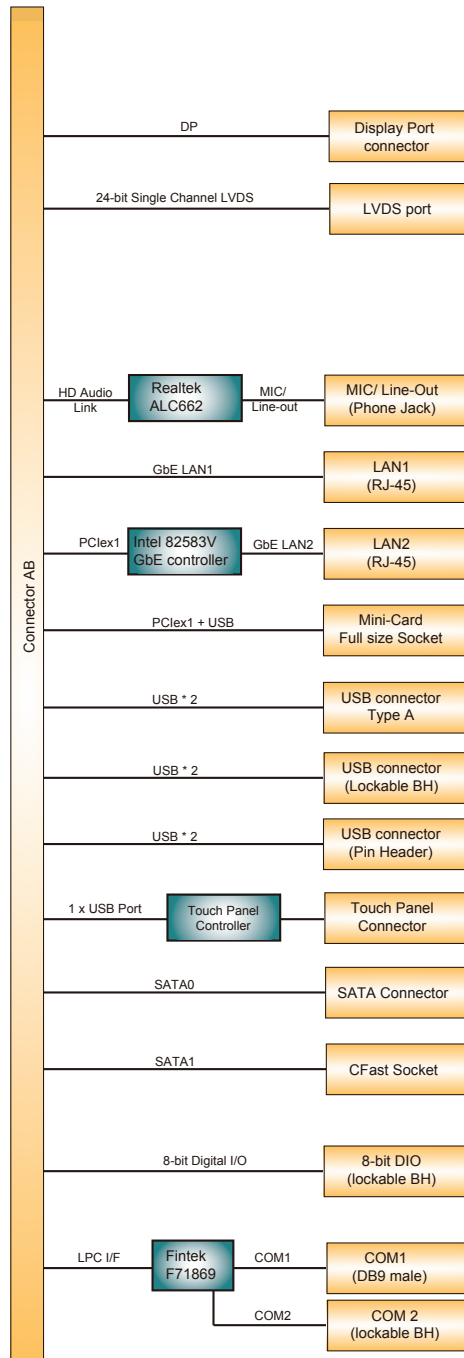 Connector AB
DP
Display Port
connector
24-bit Single Channel LVDS
LVDS port
HD Audio
Link
Realtek
ALC662
MIC/
Line-out
MIC/ Line-Out
(Phone Jack)
GbE LAN1
LAN1
(RJ-45)
PCIex1
Intel 82583V
GbE controller
GbE LAN2
LAN2
(RJ-45)
PCIex1 + USB
Mini-Card
Full size Socket
USB * 2
USB connector
Type A
USB * 2
USB connector
(Lockable BH)
USB * 2
USB connector
(Pin Header)
1 x USB Port
Touch Panel
Controller
Touch Panel
Connector
SATA0
SATA Connector
SATA1
CFast Socket
8-bit Digital I/O
8-bit DIO
(lockable BH)
LPC I/F
Fintek
F71869
COM1
COM1
(DB9 male)
COM2
COM 2
(lockable BH)